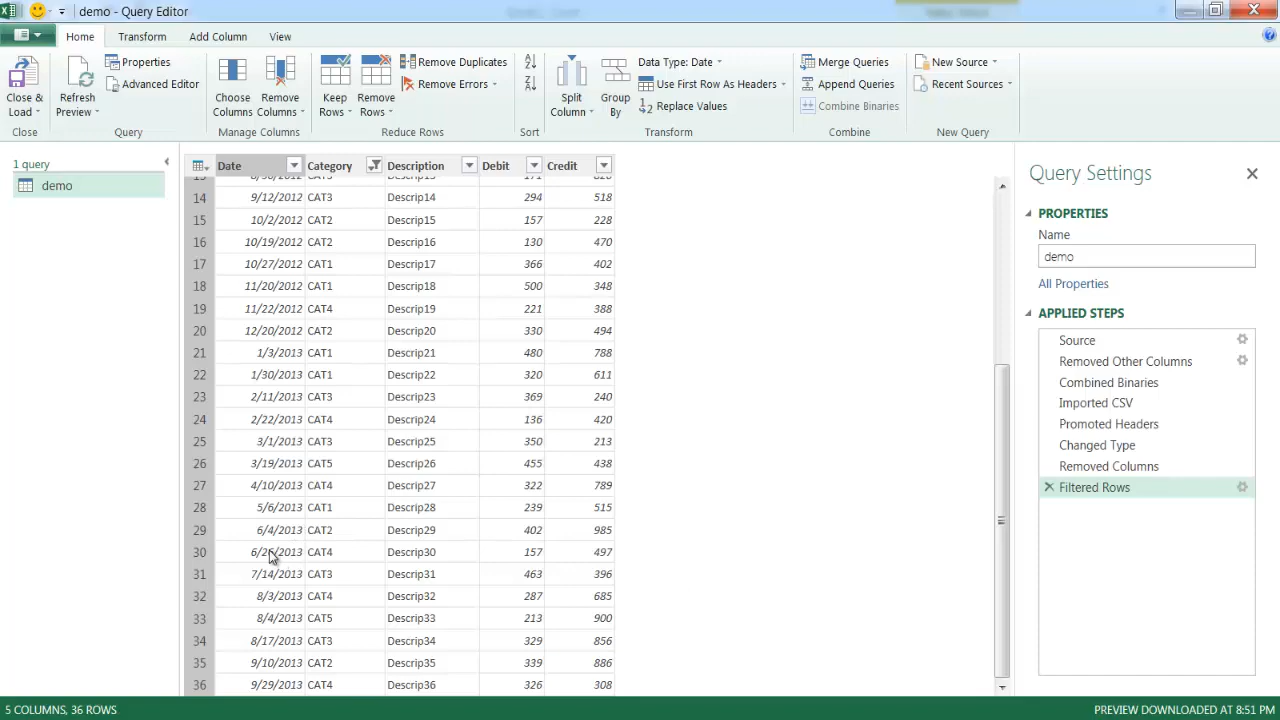 demo - Query Editor
Home Transform Add Column View
Close & Load
Refresh Preview
Properties
Advanced Editor
Choose Columns
Remove Columns
Keep Rows
Remove Rows
Remove Duplicates
Remove Errors
Split Column
Group By
Data Type: Date
Use First Row As Headers
Replace Values
Merge Queries
Append Queries
Combine Binaries
New Source
Recent Sources
Close Query Manage Columns Reduce Rows Sort Transform Combine New Query
1 query
demo
Date Category Description Debit Credit
14 9/12/2012 CAT3 Descrip14 294 518
15 10/2/2012 CAT2 Descrip15 157 228
16 10/19/2012 CAT2 Descrip16 130 470
17 10/27/2012 CAT1 Descrip17 366 402
18 11/20/2012 CAT1 Descrip18 500 348
19 11/22/2012 CAT4 Descrip19 221 388
20 12/20/2012 CAT2 Descrip20 330 494
21 1/3/2013 CAT1 Descrip21 480 788
22 1/30/2013 CAT1 Descrip22 320 611
23 2/11/2013 CAT3 Descrip23 369 240
24 2/22/2013 CAT4 Descrip24 136 420
25 3/1/2013 CAT3 Descrip25 350 213
26 3/19/2013 CAT5 Descrip26 455 438
27 4/10/2013 CAT4 Descrip27 322 789
28 5/6/2013 CAT1 Descrip28 239 515
29 6/4/2013 CAT2 Descrip29 402 985
30 CAT4 Descrip30 157 497
31 7/14/2013 CAT3 Descrip31 463 396
32 8/3/2013 CAT4 Descrip32 287 685
33 8/4/2013 CAT5 Descrip33 213 900
34 8/17/2013 CAT3 Descrip34 329 856
35 9/10/2013 CAT2 Descrip35 339 886
36 9/29/2013 CAT4 Descrip36 326 308
Query Settings
PROPERTIES
Name
demo
All Properties
APPLIED STEPS
Source
Removed Other Columns
Combined Binaries
Imported CSV
Promoted Headers
Changed Type
Removed Columns
Filtered Rows
5 COLUMNS, 36 ROWS
PREVIEW DOWNLOADED AT 8:51 PM